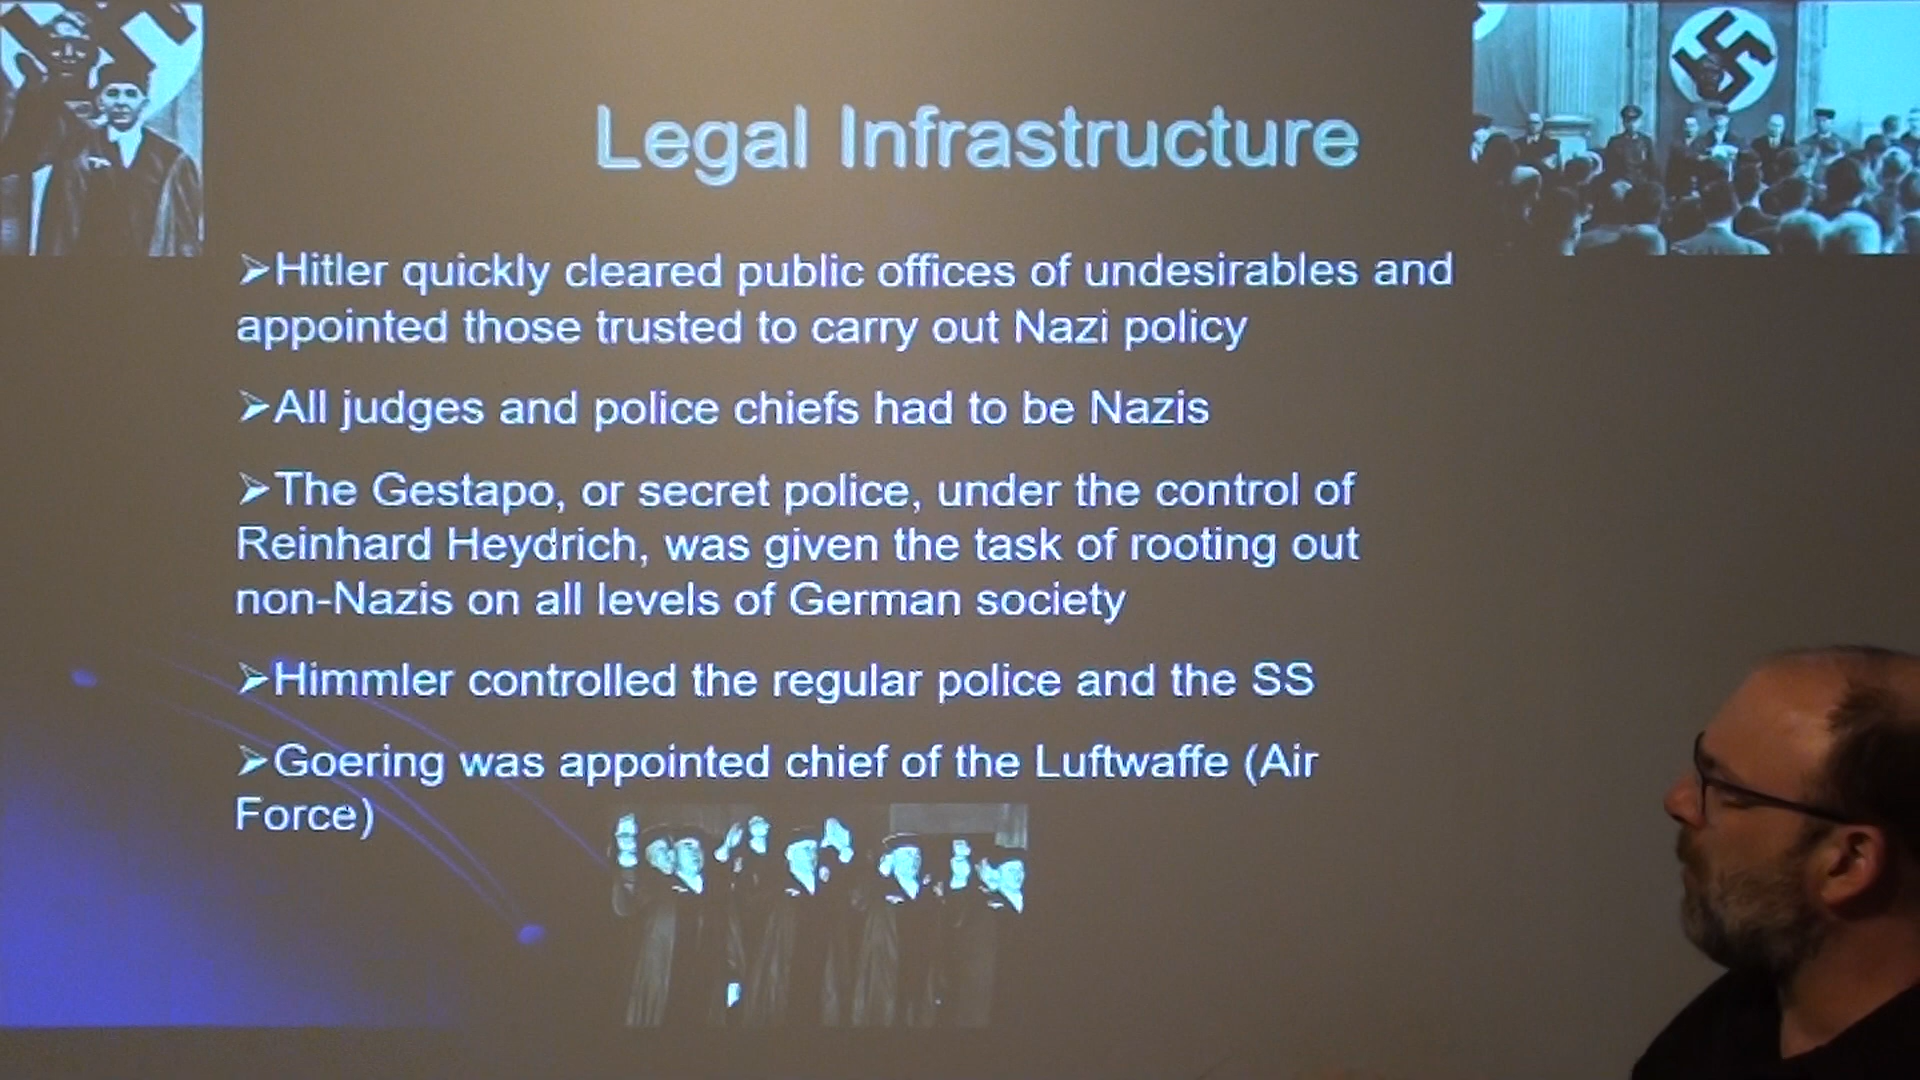 Legal Infrastructure
➢Hitler quickly cleared public offices of undesirables and
appointed those trusted to carry out Nazi policy
➢All judges and police chiefs had to be Nazis
➢The Gestapo, or secret police, under the control of
Reinhard Heydrich, was given the task of rooting out
non-Nazis on all levels of German society
➢Himmler controlled the regular police and the SS
➢Goering was appointed chief of the Luftwaffe (Air
Force)